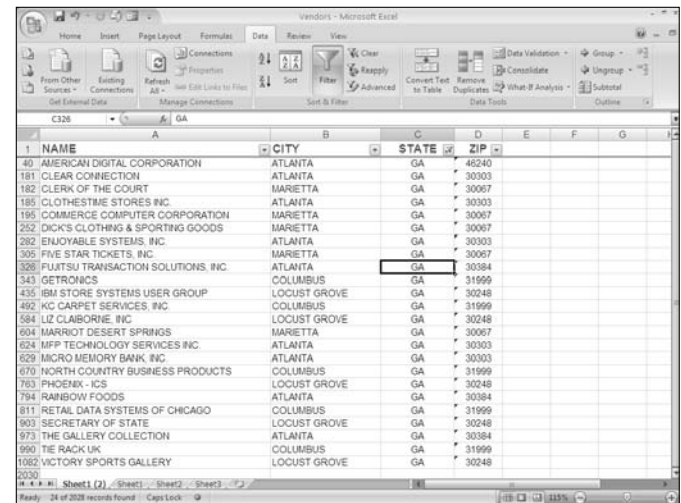 Vendors - Microsoft Excel
Home Insert Page Layout Formulas Data Review View
From Other Sources Existing Connections Refresh All Connections Properties Edit Links to Files Sort Filter Clear Reapply Advanced Convert Text to Table Remove Duplicates Data Validation Consolidate What-If Analysis Group Ungroup Subtotal
Get External Data Manage Connections Sort & Filter Data Tools Outline
C326 fx GA
A B C D E F G
1 NAME CITY STATE ZIP
40 AMERICAN DIGITAL CORPORATION ATLANTA GA 46240
181 CLEAR CONNECTION ATLANTA GA 30303
182 CLERK OF THE COURT MARIETTA GA 30067
185 CLOTHESTIME STORES INC. ATLANTA GA 30303
195 COMMERCE COMPUTER CORPORATION MARIETTA GA 30067
252 DICK'S CLOTHING & SPORTING GOODS MARIETTA GA 30067
282 ENJOYABLE SYSTEMS, INC. ATLANTA GA 30303
305 FIVE STAR TICKETS, INC. MARIETTA GA 30067
326 FUJITSU TRANSACTION SOLUTIONS, INC. ATLANTA GA 30384
343 GETRONICS COLUMBUS GA 31999
435 IBM STORE SYSTEMS USER GROUP LOCUST GROVE GA 30248
492 KC CARPET SERVICES, INC. COLUMBUS GA 31999
584 LIZ CLAIBORNE, INC LOCUST GROVE GA 30248
604 MARRIOT DESERT SPRINGS MARIETTA GA 30067
624 MFP TECHNOLOGY SERVICES INC. ATLANTA GA 30303
629 MICRO MEMORY BANK, INC. ATLANTA GA 30303
670 NORTH COUNTRY BUSINESS PRODUCTS COLUMBUS GA 31999
763 PHOENIX - ICS LOCUST GROVE GA 30248
794 RAINBOW FOODS ATLANTA GA 30384
811 RETAIL DATA SYSTEMS OF CHICAGO COLUMBUS GA 31999
903 SECRETARY OF STATE LOCUST GROVE GA 30248
973 THE GALLERY COLLECTION ATLANTA GA 30384
990 TIE RACK UK COLUMBUS GA 31999
1082 VICTORY SPORTS GALLERY LOCUST GROVE GA 30248
2030
Sheet1 (2) Sheet1 Sheet2 Sheet3
Ready 24 of 2028 records found Caps Lock 115%